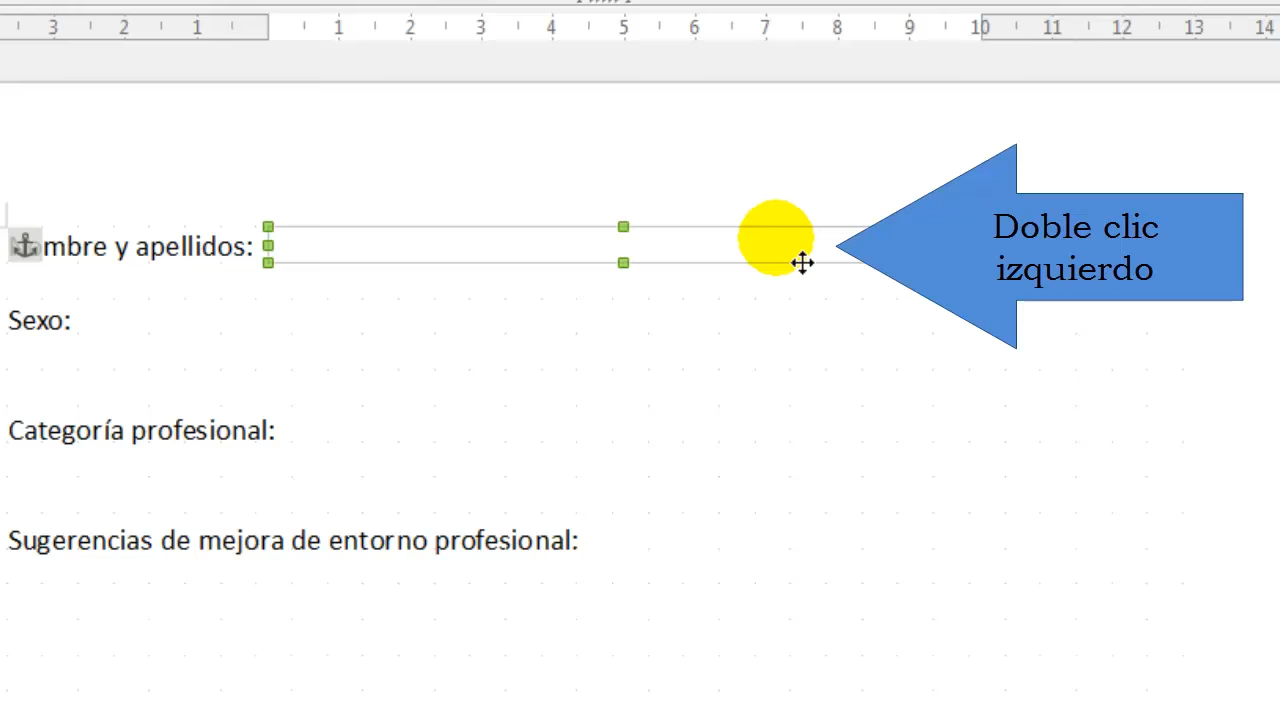 3 2 1 1 2 3 4 5 6 7 8 9 10 11 12 13 14
mbre y apellidos:
Doble clic
izquierdo
Sexo:
Categoría profesional:
Sugerencias de mejora de entorno profesional: